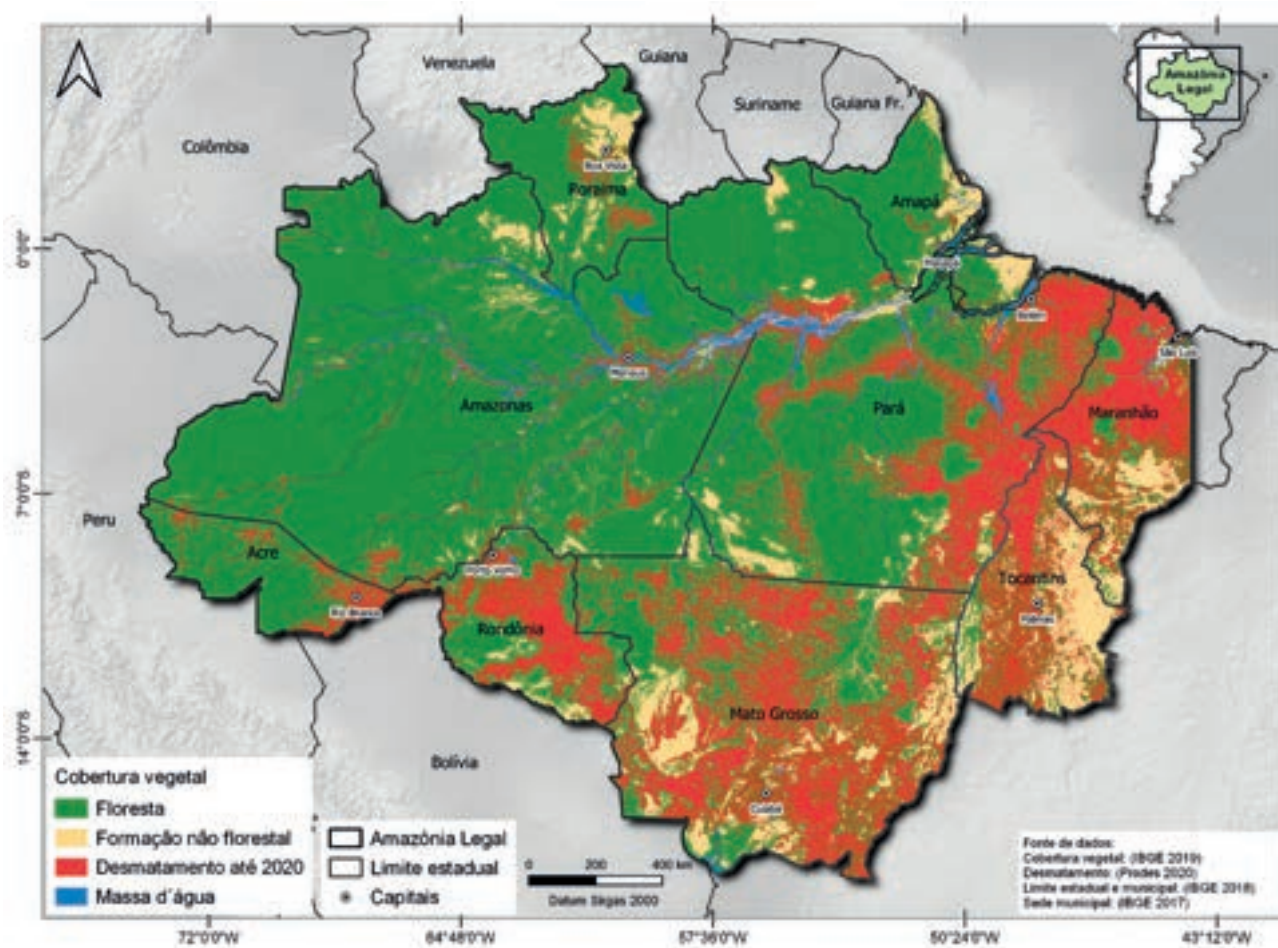 Venezuela
Guiana
Suriname
Guiana Fr.
Colômbia
Amazônia
Legal
Boa Vista
Roraima
Amapá
Macapá
Belém
São Luís
Manaus
Amazonas
Pará
Maranhão
Peru
Acre
Porto Velho
Rio Branco
Rondônia
Tocantins
Palmas
Mato Grosso
Cuiabá
Bolívia
0°0'0"
7°0'0"S
14°0'0"S
Cobertura vegetal
Floresta
Formação não florestal
Desmatamento até 2020
Massa d´água
Amazônia Legal
Limite estadual
Capitais
0 200 400 km
Datum Sirgas 2000
Fonte de dados:
Cobertura vegetal: (IBGE 2019)
Desmatamento: (Prodes 2020)
Limite estadual e municipal: (IBGE 2018)
Sede municipal: (IBGE 2017)
72°0'0"W
64°48'0"W
57°36'0"W
50°24'0"W
43°12'0"W